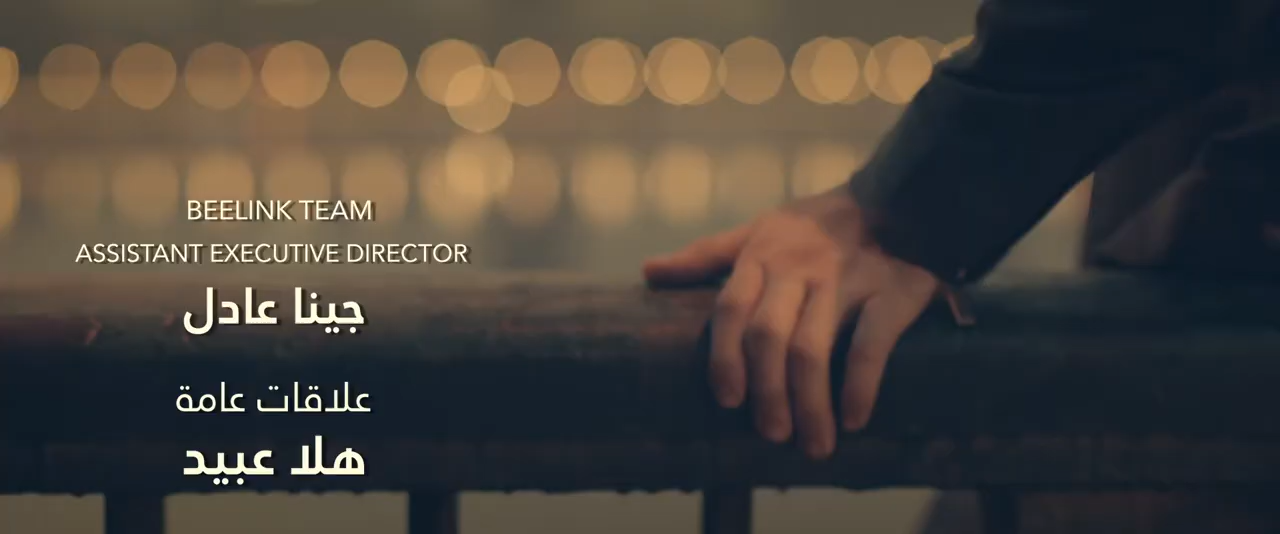 BEELINK TEAM
ASSISTANT EXECUTIVE DIRECTOR
جينا عادل
علاقات عامة
هلا عبيد